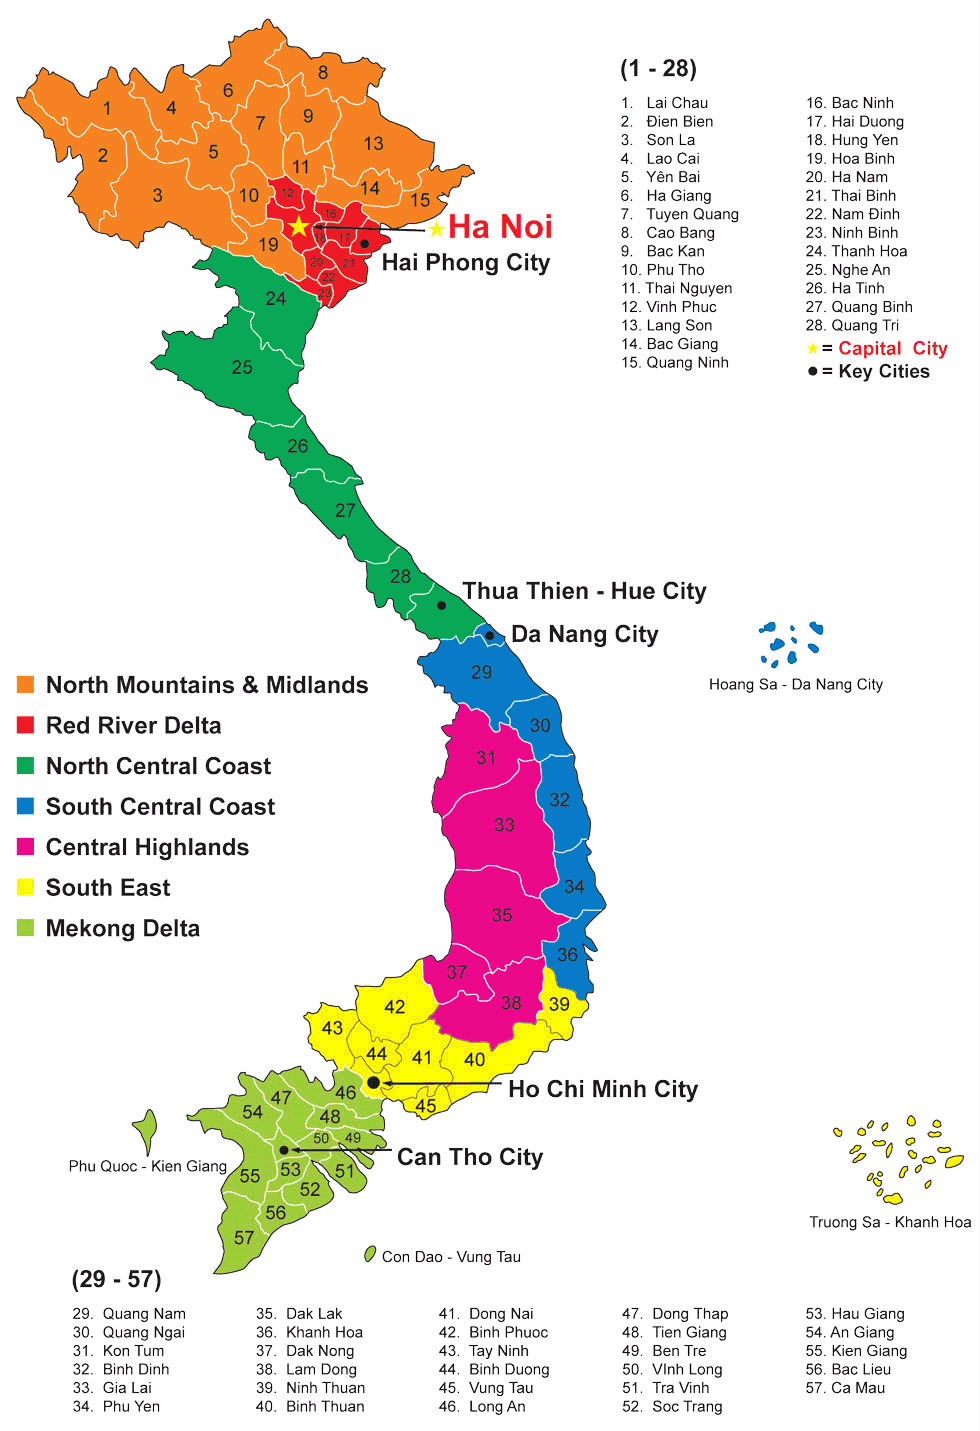 (1 - 28)
1. Lai Chau
2. Đien Bien
3. Son La
4. Lao Cai
5. Yên Bai
6. Ha Giang
7. Tuyen Quang
8. Cao Bang
9. Bac Kan
10. Phu Tho
11. Thai Nguyen
12. Vinh Phuc
13. Lang Son
14. Bac Giang
15. Quang Ninh
16. Bac Ninh
17. Hai Duong
18. Hung Yen
19. Hoa Binh
20. Ha Nam
21. Thai Binh
22. Nam Đinh
23. Ninh Binh
24. Thanh Hoa
25. Nghe An
26. Ha Tinh
27. Quang Binh
28. Quang Tri
= Capital City
= Key Cities
8
6
1
4
7
9
13
2
5
11
3
10
12
14
15
16
Ha Noi
18
17
19
Hai Phong City
20
21
22
23
24
25
26
27
28
Thua Thien - Hue City
Da Nang City
29
Hoang Sa - Da Nang City
30
31
32
33
34
35
36
37
38
39
North Mountains & Midlands
Red River Delta
North Central Coast
South Central Coast
Central Highlands
South East
Mekong Delta
42
43
44
41
40
Ho Chi Minh City
46
47
45
54
48
50
49
Can Tho City
Phu Quoc - Kien Giang
55
53
51
52
56
57
Truong Sa - Khanh Hoa
Con Dao - Vung Tau
(29 - 57)
29. Quang Nam
30. Quang Ngai
31. Kon Tum
32. Binh Dinh
33. Gia Lai
34. Phu Yen
35. Dak Lak
36. Khanh Hoa
37. Dak Nong
38. Lam Dong
39. Ninh Thuan
40. Binh Thuan
41. Dong Nai
42. Binh Phuoc
43. Tay Ninh
44. Binh Duong
45. Vung Tau
46. Long An
47. Dong Thap
48. Tien Giang
49. Ben Tre
50. VInh Long
51. Tra Vinh
52. Soc Trang
53. Hau Giang
54. An Giang
55. Kien Giang
56. Bac Lieu
57. Ca Mau